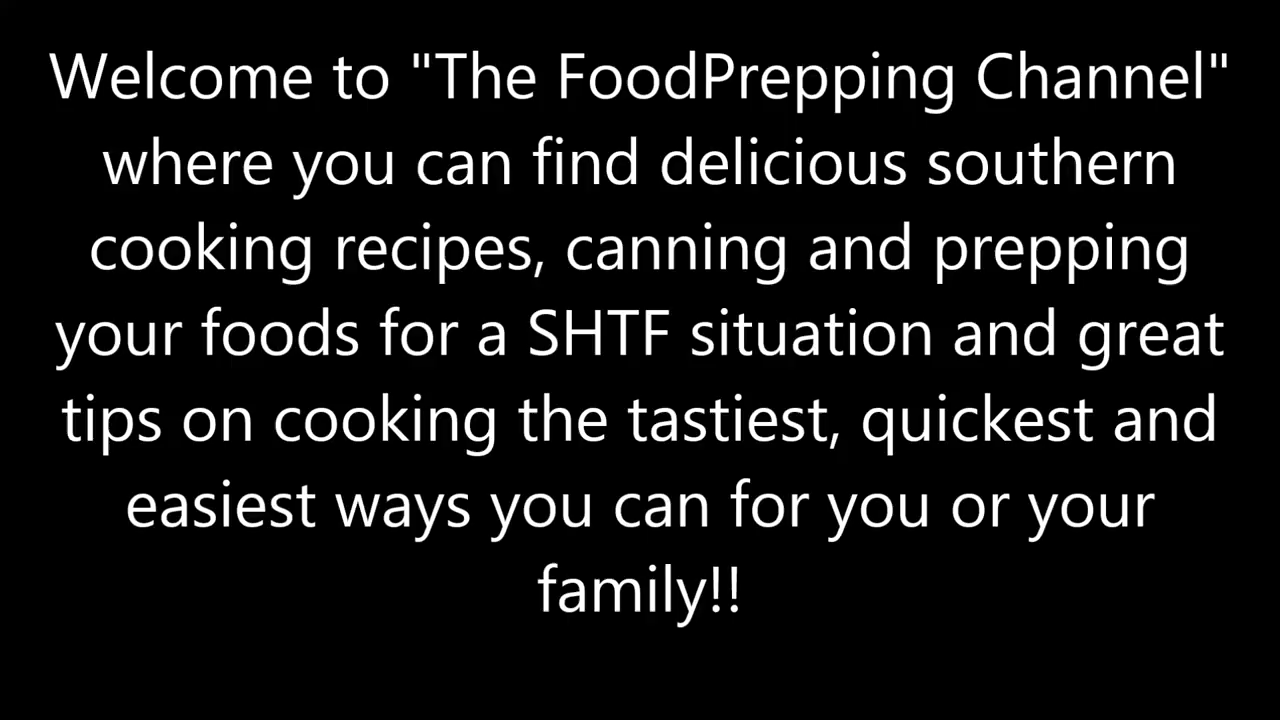 Welcome to "The FoodPrepping Channel"
where you can find delicious southern
cooking recipes, canning and prepping
your foods for a SHTF situation and great
tips on cooking the tastiest, quickest and
easiest ways you can for you or your
family!!